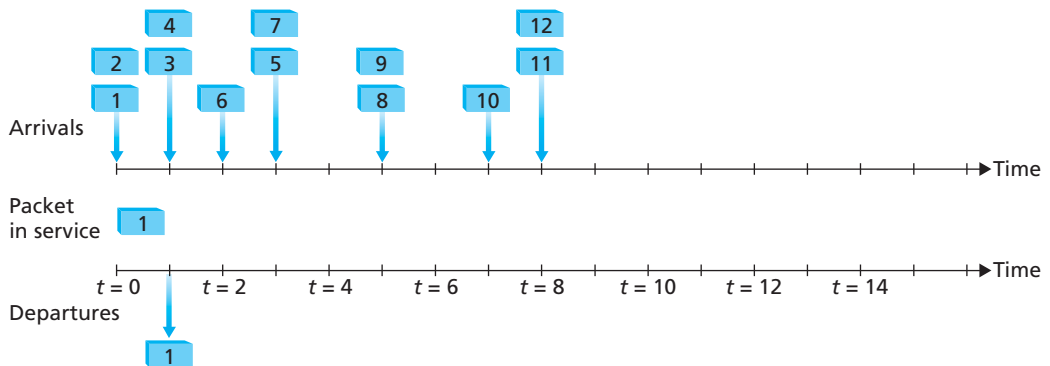 4 7 12
2 3 5 9 11
1 6 8 10
Arrivals
Time
Packet
in service
1
Time
t = 0 t = 2 t = 4 t = 6 t = 8 t = 10 t = 12 t = 14
Departures
1